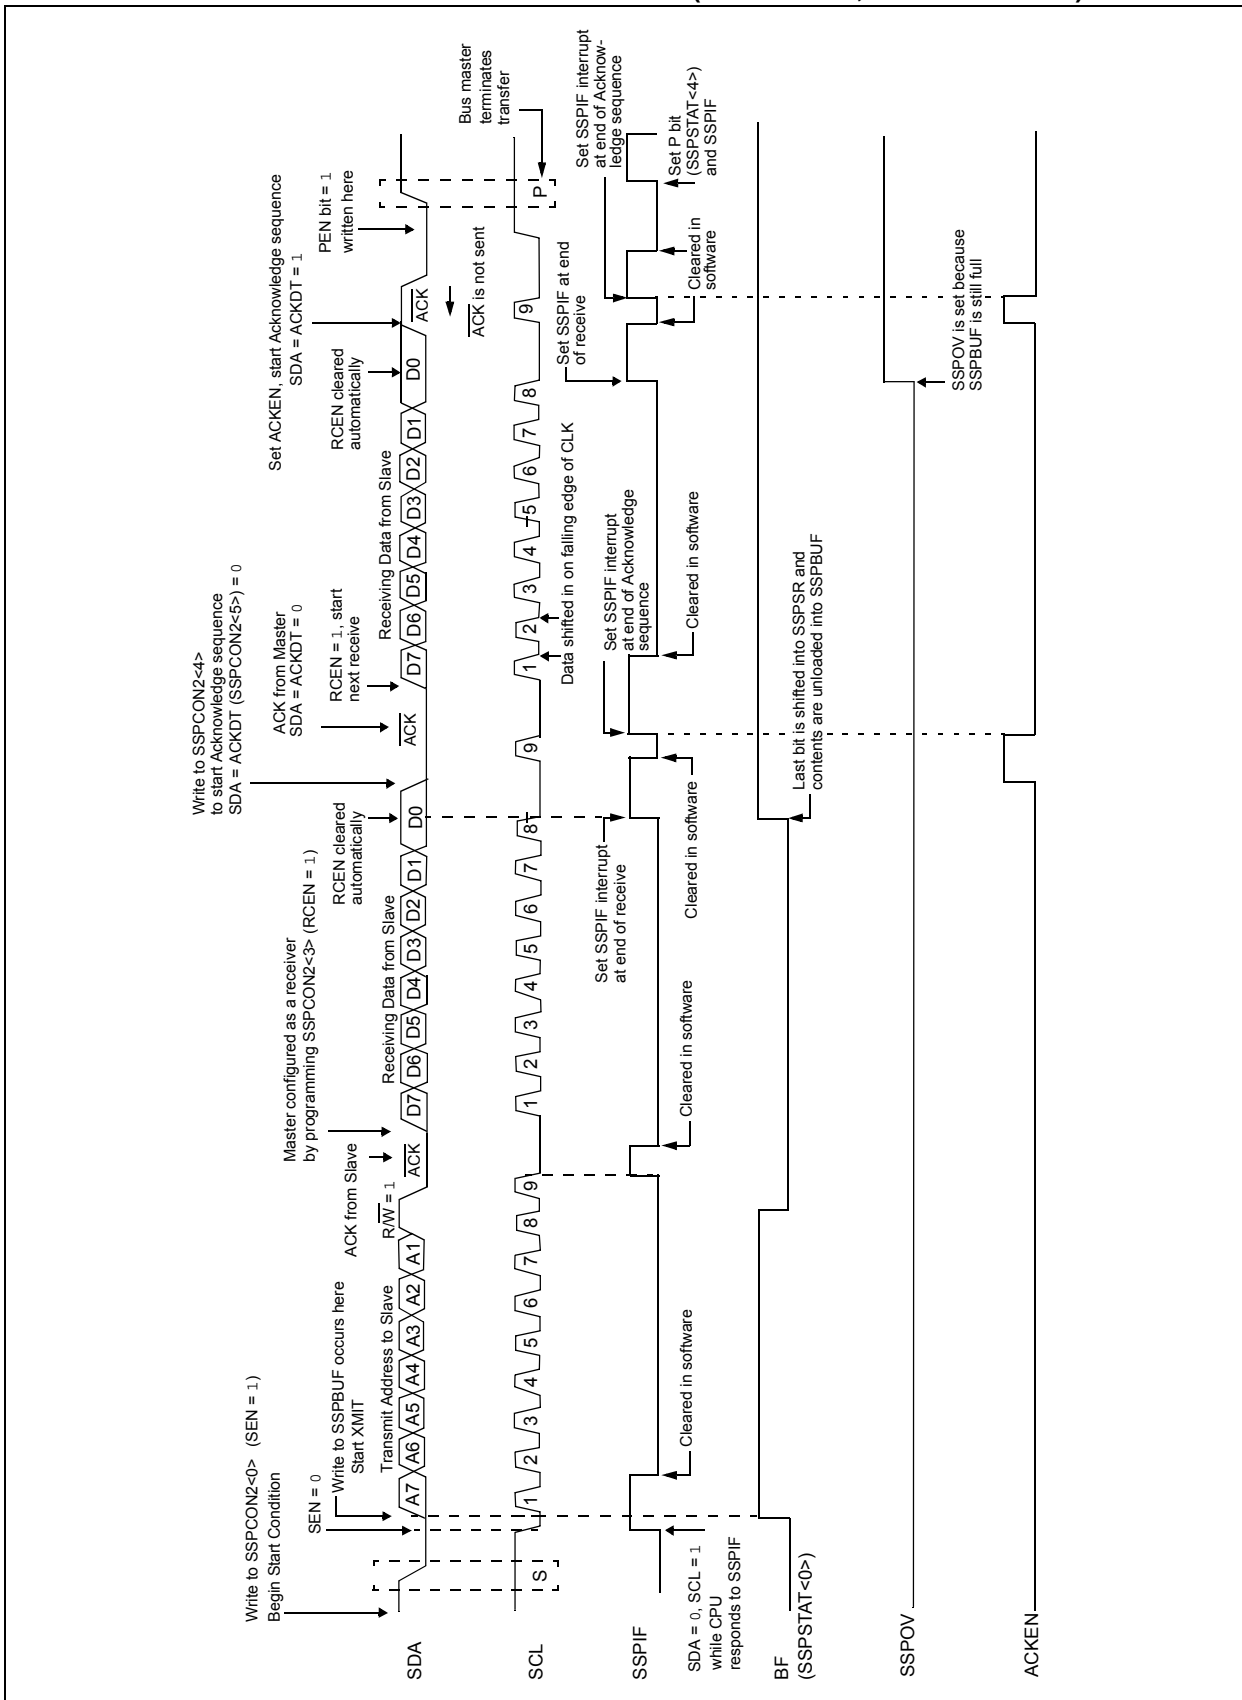 Write to SSPCON2<0> (SEN = 1)
Begin Start Condition
SEN = 0
Write to SSPBUF occurs here
Start XMIT
Transmit Address to Slave
R/W = 1
ACK from Slave
Master configured as a receiver
by programming SSPCON2<3> (RCEN = 1)
Receiving Data from Slave
RCEN cleared
automatically
Write to SSPCON2<4>
to start Acknowledge sequence
SDA = ACKDT (SSPCON2<5>) = 0
ACK from Master
SDA = ACKDT = 0
RCEN = 1, start
next receive
Receiving Data from Slave
RCEN cleared
automatically
Set ACKEN, start Acknowledge sequence
SDA = ACKDT = 1
PEN bit = 1
written here
SDA
A7 A6 A5 A4 A3 A2 A1
ACK
D7 D6 D5 D4 D3 D2 D1 D0
ACK
D7 D6 D5 D4 D3 D2 D1 D0
ACK
ACK is not sent
Bus master
terminates
transfer
SCL
S
1 2 3 4 5 6 7 8 9
1 2 3 4 5 6 7 8 9
1 2 3 4 5 6 7 8 9
P
Data shifted in on falling edge of CLK
SSPIF
SDA = 0, SCL = 1
while CPU
responds to SSPIF
Cleared in software
Cleared in software
Set SSPIF interrupt
at end of receive
Cleared in software
Set SSPIF interrupt
at end of Acknowledge
sequence
Cleared in software
Set SSPIF at end
of receive
Cleared in
software
Set SSPIF interrupt
at end of Acknow-
ledge sequence
Set P bit
(SSPSTAT<4>)
and SSPIF
BF
(SSPSTAT<0>)
Last bit is shifted into SSPSR and
contents are unloaded into SSPBUF
SSPOV
SSPOV is set because
SSPBUF is still full
ACKEN